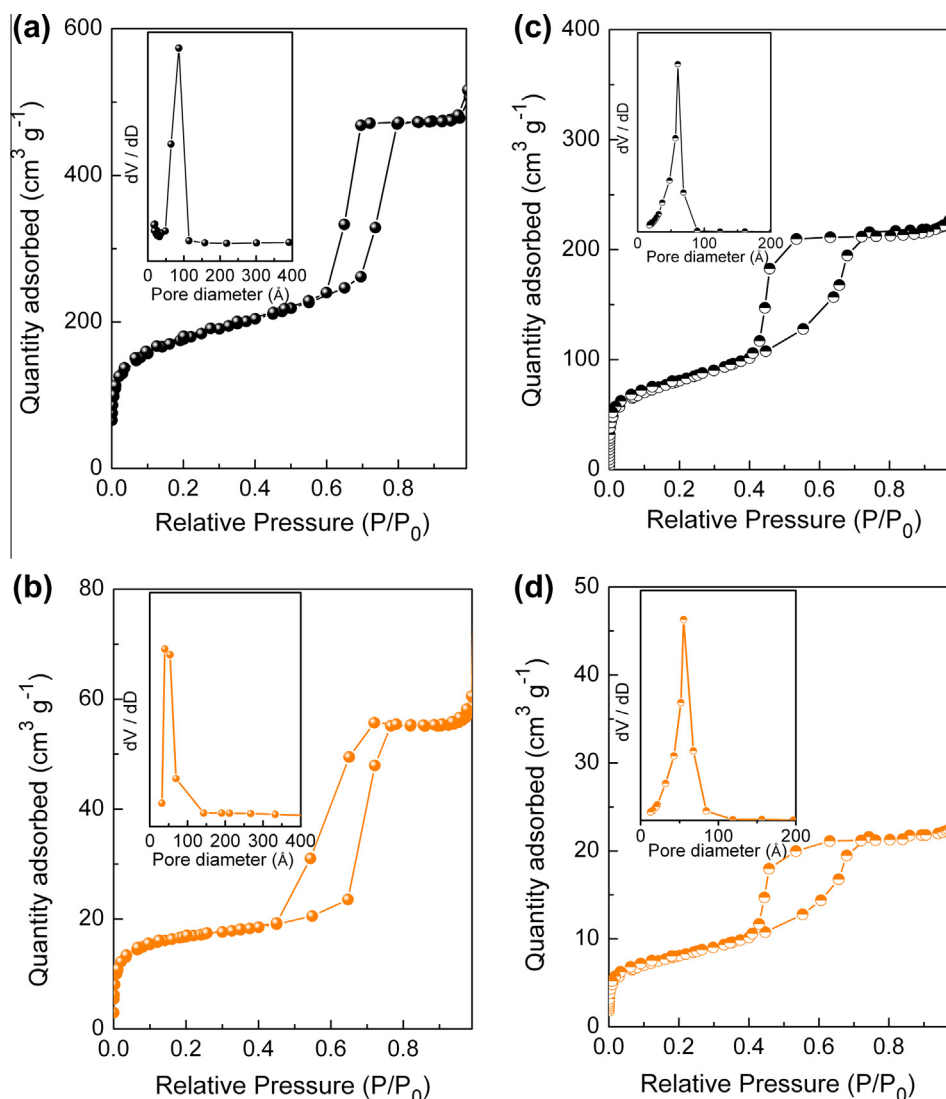 (a)
600
400
200
0
Quantity adsorbed (cm³ g⁻¹)
dV / dD
0 100 200 300 400
Pore diameter (Å)
0.0 0.2 0.4 0.6 0.8
Relative Pressure (P/P₀)
(c)
400
300
200
100
0
Quantity adsorbed (cm³ g⁻¹)
dV / dD
0 100 200
Pore diameter (Å)
0.0 0.2 0.4 0.6 0.8
Relative Pressure (P/P₀)
(b)
80
60
40
20
0
Quantity adsorbed (cm³ g⁻¹)
dV / dD
0 100 200 300 400
Pore diameter (Å)
0.0 0.2 0.4 0.6 0.8
Relative Pressure (P/P₀)
(d)
50
40
30
20
10
0
Quantity adsorbed (cm³ g⁻¹)
dV / dD
0 100 200
Pore diameter (Å)
0.0 0.2 0.4 0.6 0.8
Relative Pressure (P/P₀)